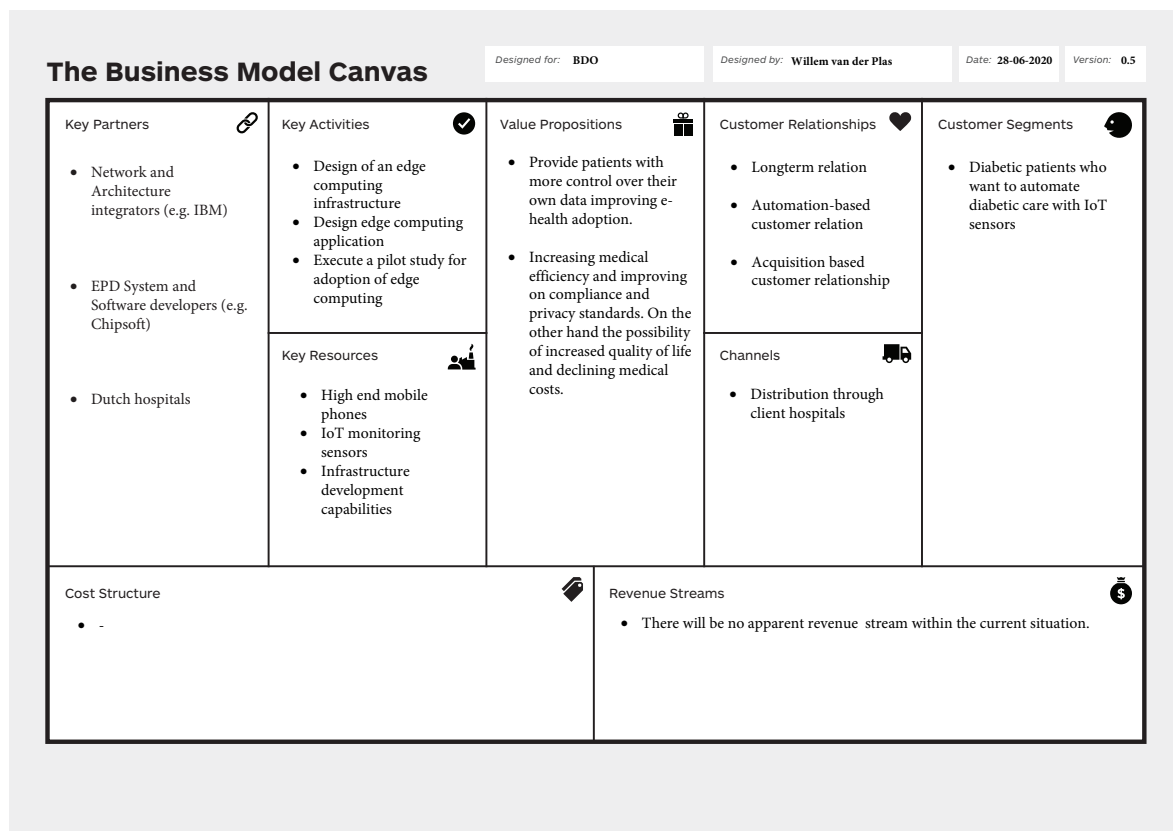 The Business Model Canvas
Designed for: BDO
Designed by: Willem van der Plas
Date: 28-06-2020
Version: 0.5
Key Partners
• Network and
Architecture
integrators (e.g. IBM)
• EPD System and
Software developers (e.g.
Chipsoft)
• Dutch hospitals
Key Activities
• Design of an edge
computing
infrastructure
• Design edge computing
application
• Execute a pilot study for
adoption of edge
computing
Key Resources
• High end mobile
phones
• IoT monitoring
sensors
• Infrastructure
development
capabilities
Value Propositions
• Provide patients with
more control over their
own data improving e-
health adoption.
• Increasing medical
efficiency and improving
on compliance and
privacy standards. On the
other hand the possibility
of increased quality of life
and declining medical
costs.
Customer Relationships
• Longterm relation
• Automation-based
customer relation
• Acquisition based
customer relationship
Channels
• Distribution through
client hospitals
Customer Segments
• Diabetic patients who
want to automate
diabetic care with IoT
sensors
Cost Structure
• -
Revenue Streams
$
• There will be no apparent revenue  stream within the current situation.